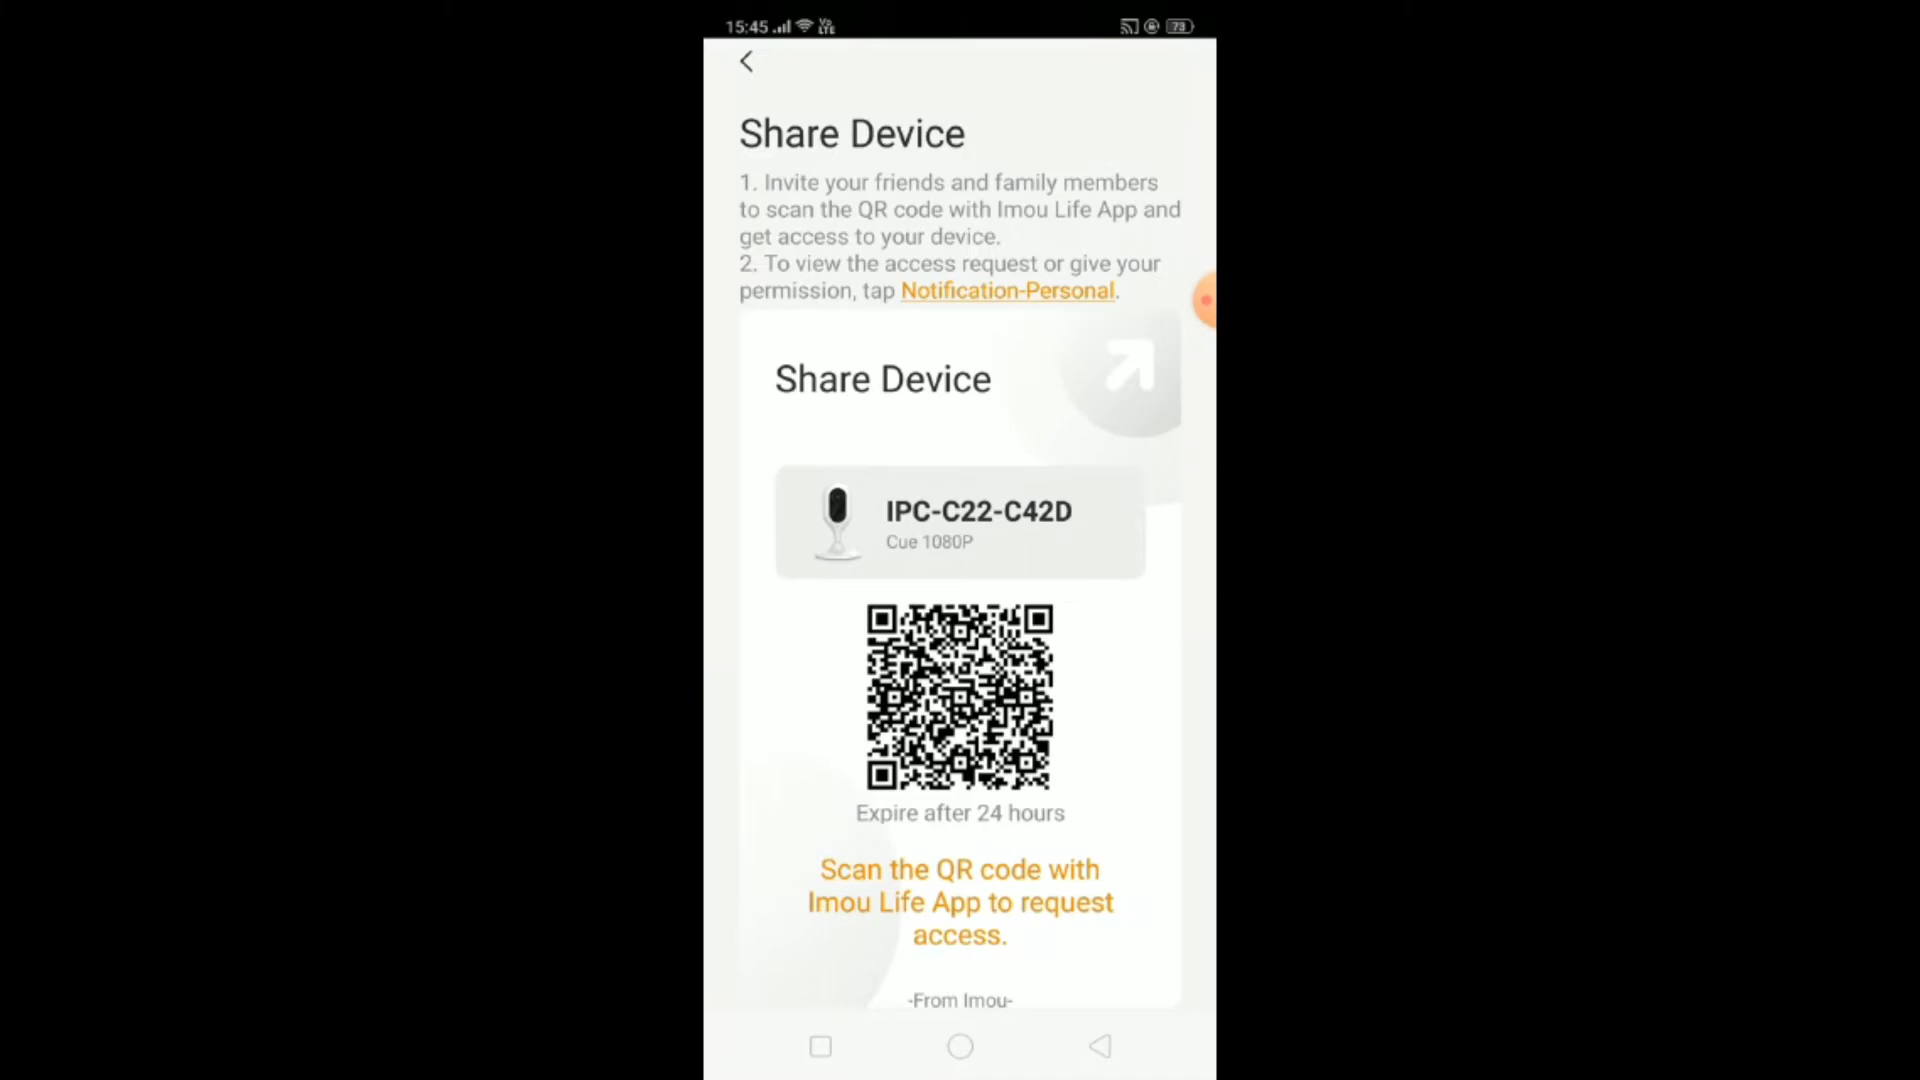 15:45 Vo LTE 73
Share Device
1. Invite your friends and family members
to scan the QR code with Imou Life App and
get access to your device.
2. To view the access request or give your
permission, tap Notification-Personal.
Share Device
IPC-C22-C42D
Cue 1080P
Expire after 24 hours
Scan the QR code with
Imou Life App to request
access.
-From Imou-